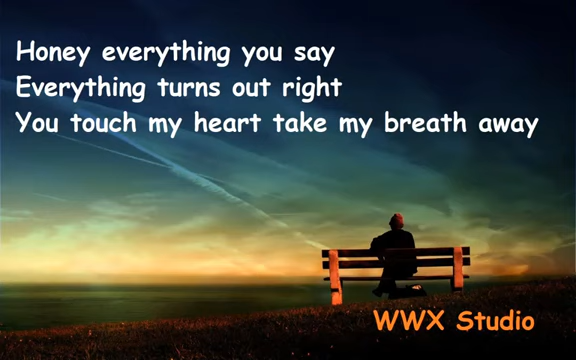 Honey everything you say
Everything turns out right
You touch my heart take my breath away
WWX Studio